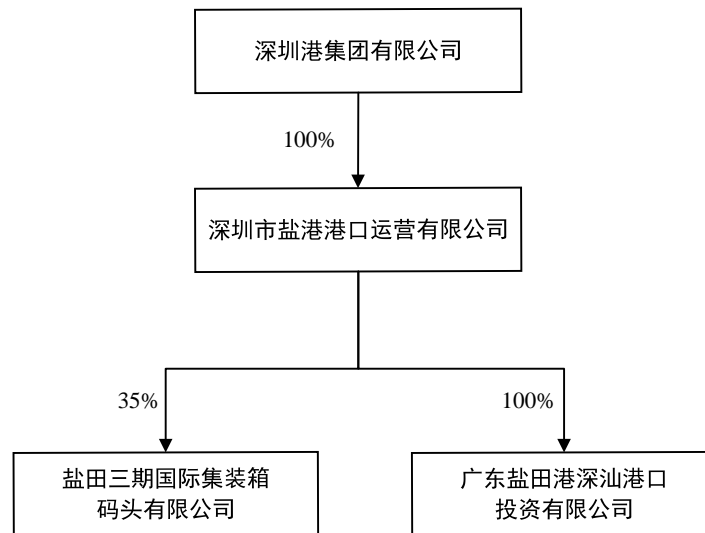 深圳港集团有限公司
100%
深圳市盐港港口运营有限公司
35%
100%
盐田三期国际集装箱
码头有限公司
广东盐田港深汕港口
投资有限公司